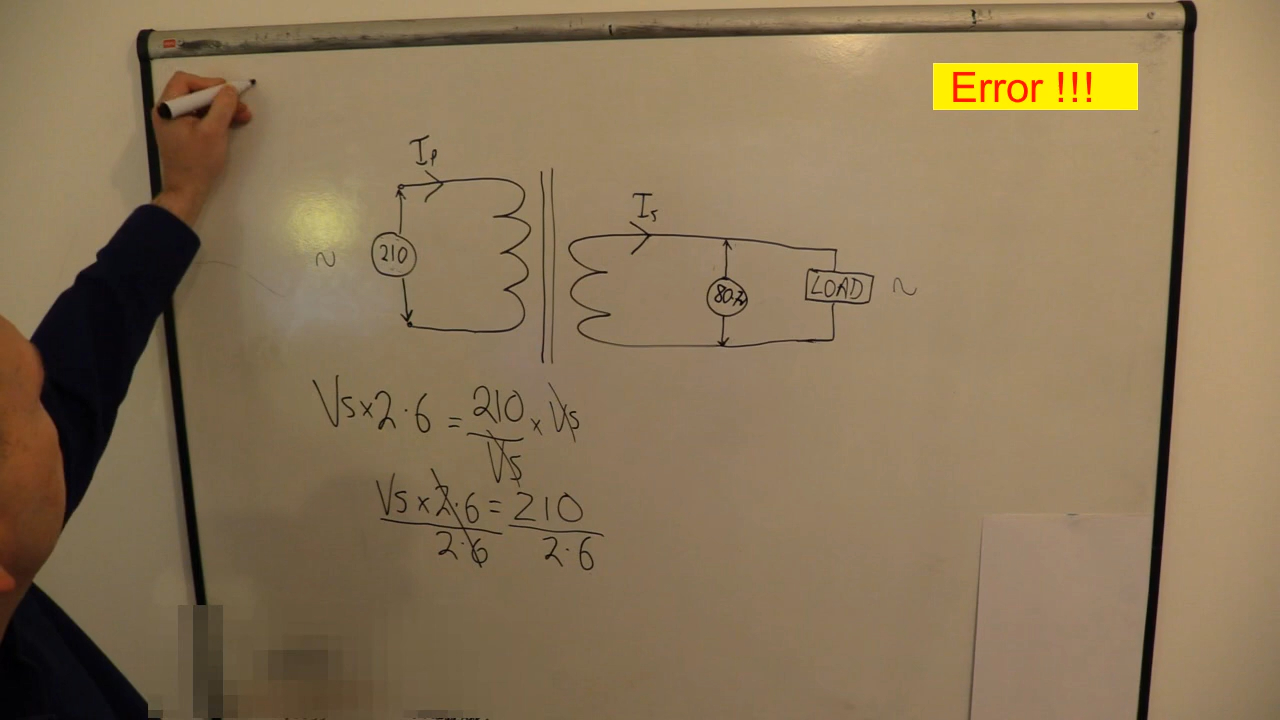 Error !!!
Ip
Is
~ 210
80.7v
LOAD ~
Vs × 2·6 = 210 × Vs
Vs
Vs × 2·6 = 210
2·6 2·6